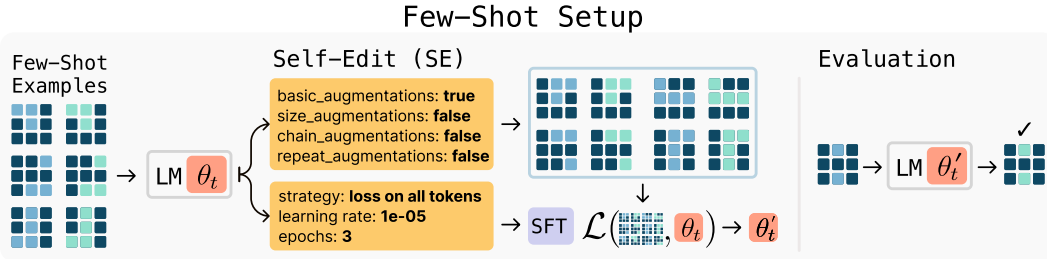 Few-Shot Setup
Few-Shot
Examples
LM θt
Self-Edit (SE)
basic_augmentations: true
size_augmentations: false
chain_augmentations: false
repeat_augmentations: false
strategy: loss on all tokens
learning rate: 1e-05
epochs: 3
SFT ℒ( , θt) → θ′t
Evaluation
LM θ′t
✓